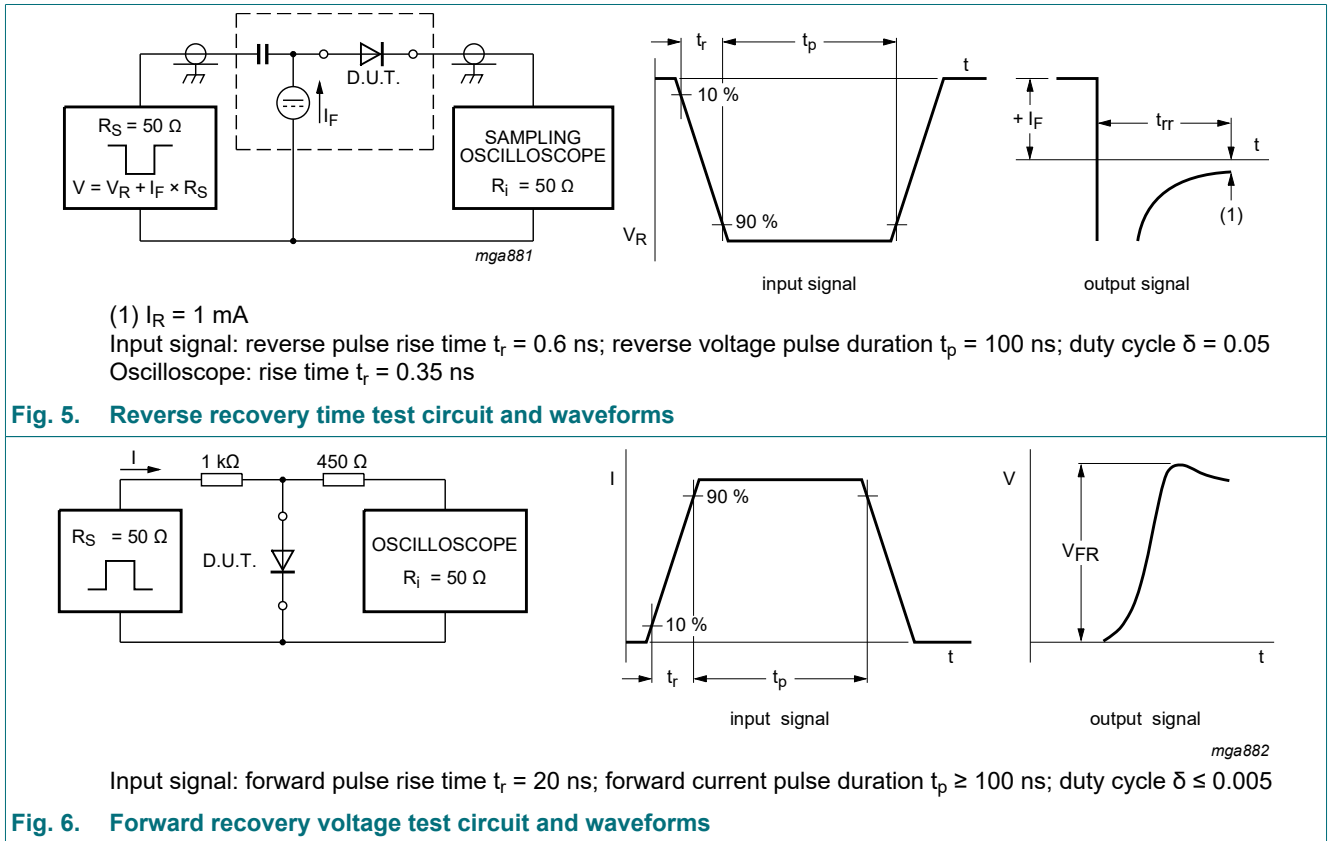 D.U.T.
I_F
R_S = 50 Ω
V = V_R + I_F × R_S
SAMPLING
OSCILLOSCOPE
R_i = 50 Ω
mga881
t_r
t_p
t
10 %
90 %
V_R
input signal
+ I_F
t_rr
t
(1)
output signal
(1) I_R = 1 mA
Input signal: reverse pulse rise time t_r = 0.6 ns; reverse voltage pulse duration t_p = 100 ns; duty cycle δ = 0.05
Oscilloscope: rise time t_r = 0.35 ns
Fig. 5. Reverse recovery time test circuit and waveforms
I
1 kΩ
450 Ω
R_S = 50 Ω
D.U.T.
OSCILLOSCOPE
R_i = 50 Ω
I
90 %
10 %
t
t_r
t_p
input signal
V
V_FR
t
output signal
mga882
Input signal: forward pulse rise time t_r = 20 ns; forward current pulse duration t_p ≥ 100 ns; duty cycle δ ≤ 0.005
Fig. 6. Forward recovery voltage test circuit and waveforms